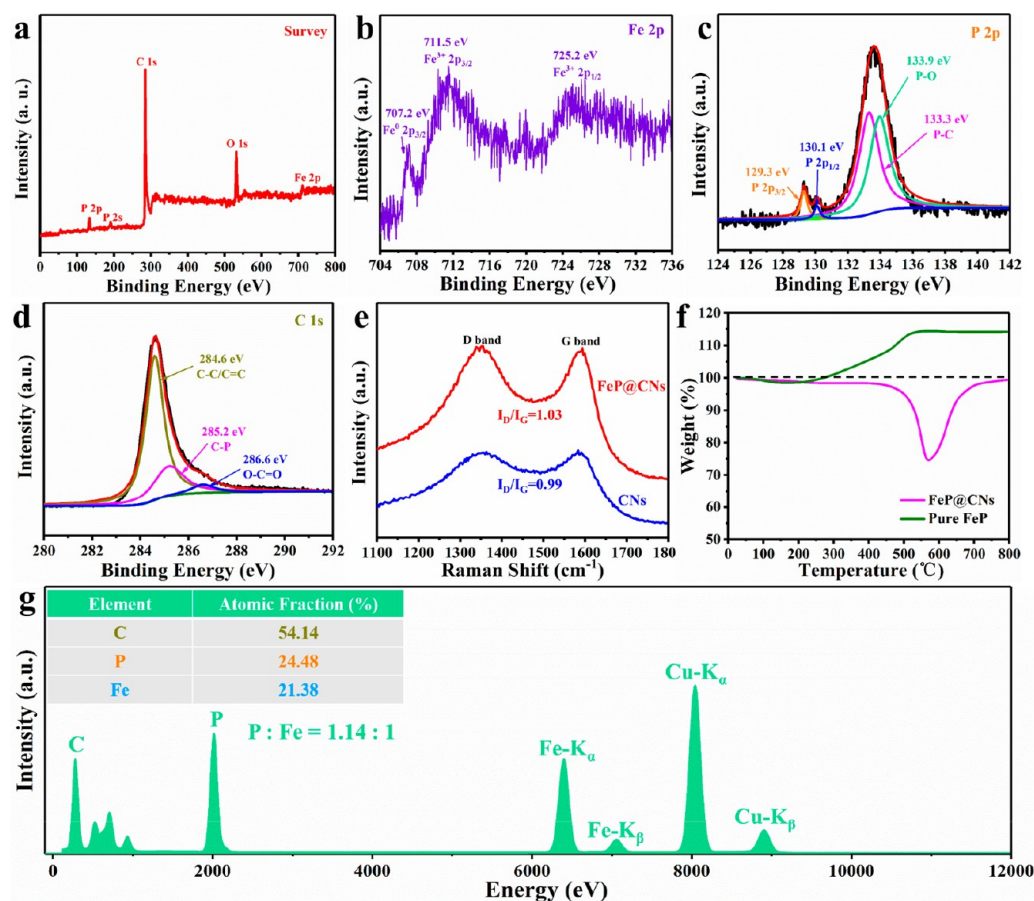 a
Survey
C 1s
O 1s
Fe 2p
P 2p
P 2s
Intensity (a. u.)
0 100 200 300 400 500 600 700 800
Binding Energy (eV)
b
Fe 2p
711.5 eV
Fe³⁺ 2p₃/₂
725.2 eV
Fe³⁺ 2p₁/₂
707.2 eV
Fe⁰ 2p₃/₂
Intensity (a. u.)
704 708 712 716 720 724 728 732 736
Binding Energy (eV)
c
P 2p
133.9 eV
P-O
133.3 eV
P-C
130.1 eV
P 2p₁/₂
129.3 eV
P 2p₃/₂
Intensity (a.u.)
124 126 128 130 132 134 136 138 140 142
Binding Energy (eV)
d
C 1s
284.6 eV
C-C/C=C
285.2 eV
C-P
286.6 eV
O-C=O
Intensity (a.u.)
280 282 284 286 288 290 292
Binding Energy (eV)
e
D band
G band
FeP@CNs
I_D/I_G=1.03
I_D/I_G=0.99
CNs
Intensity (a.u.)
1100 1200 1300 1400 1500 1600 1700 1800
Raman Shift (cm⁻¹)
f
120
110
100
90
80
70
60
50
Weight (%)
FeP@CNs
Pure FeP
0 100 200 300 400 500 600 700 800
Temperature (℃)
g
Element Atomic Fraction (%)
C 54.14
P 24.48
Fe 21.38
P : Fe = 1.14 : 1
C
P
Fe-Kα
Fe-Kβ
Cu-Kα
Cu-Kβ
Intensity (a.u.)
0 2000 4000 6000 8000 10000 12000
Energy (eV)